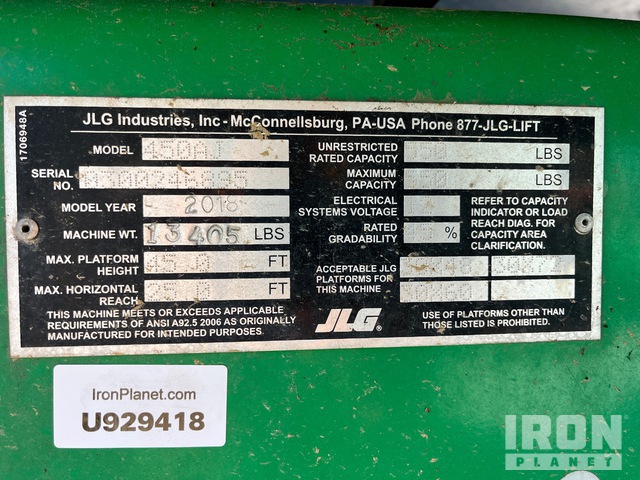 JLG Industries, Inc - McConnellsburg, PA-USA Phone 877-JLG-LIFT
1706948A
MODEL 450AJ
SERIAL NO.
MODEL YEAR 2018
MACHINE WT. 13405 LBS
MAX. PLATFORM HEIGHT 45.0 FT
MAX. HORIZONTAL REACH FT
THIS MACHINE MEETS OR EXCEEDS APPLICABLE
REQUIREMENTS OF ANSI A92.5 2006 AS ORIGINALLY
MANUFACTURED FOR INTENDED PURPOSES.
UNRESTRICTED RATED CAPACITY LBS
MAXIMUM CAPACITY LBS
ELECTRICAL SYSTEMS VOLTAGE
RATED GRADABILITY %
REFER TO CAPACITY
INDICATOR OR LOAD
REACH DIAG. FOR
CAPACITY AREA
CLARIFICATION.
ACCEPTABLE JLG
PLATFORMS FOR
THIS MACHINE
JLG®
USE OF PLATFORMS OTHER THAN
THOSE LISTED IS PROHIBITED.
IronPlanet.com
U929418
IRON
PLANET